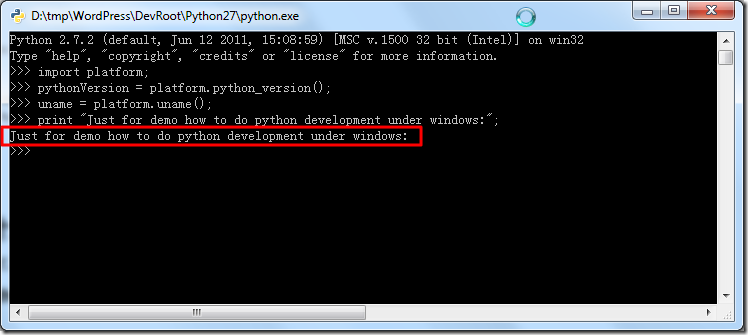 D:\tmp\WordPress\DevRoot\Python27\python.exe
Python 2.7.2 (default, Jun 12 2011, 15:08:59) [MSC v.1500 32 bit (Intel)] on win32
Type "help", "copyright", "credits" or "license" for more information.
>>> import platform;
>>> pythonVersion = platform.python_version();
>>> uname = platform.uname();
>>> print "Just for demo how to do python development under windows:";
Just for demo how to do python development under windows:
>>>